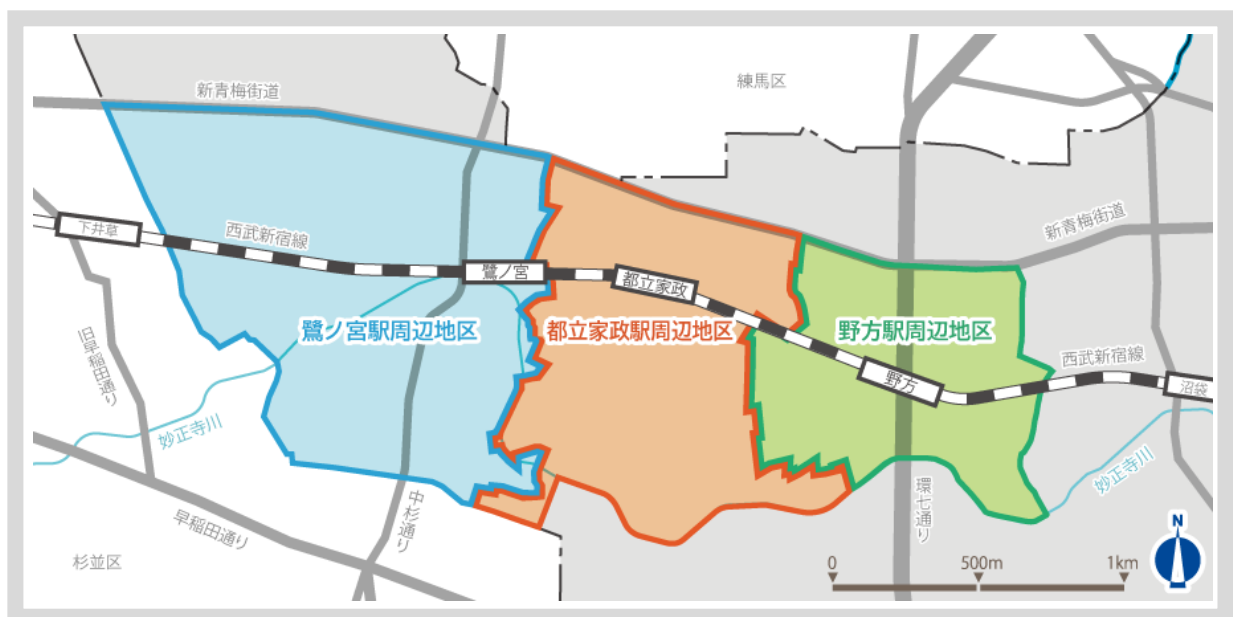 練馬区
新青梅街道
新青梅街道
下井草
西武新宿線
鷺ノ宮
都立家政
鷺ノ宮駅周辺地区
都立家政駅周辺地区
野方駅周辺地区
西武新宿線
野方
沼袋
旧早稲田通り
妙正寺川
妙正寺川
早稲田通り
中杉通り
環七通り
杉並区
N
0
500m
1km